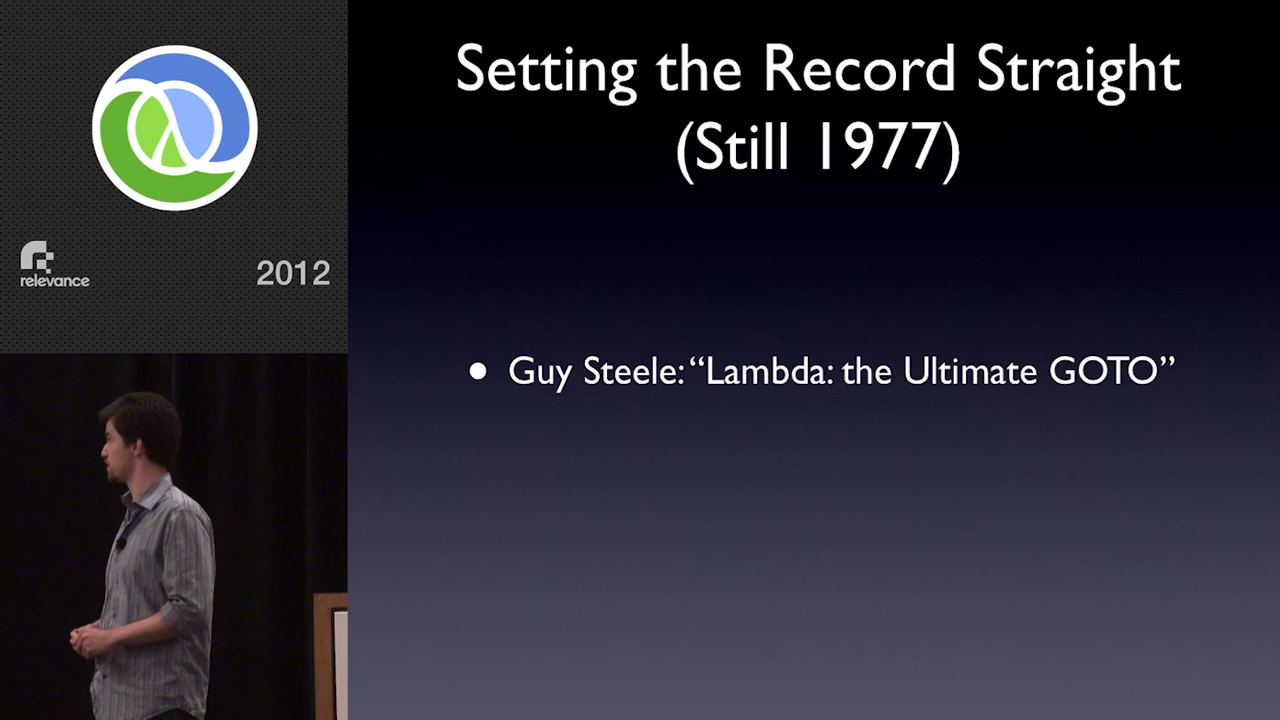 Setting the Record Straight
(Still 1977)
relevance
2012
• Guy Steele: “Lambda: the Ultimate GOTO”